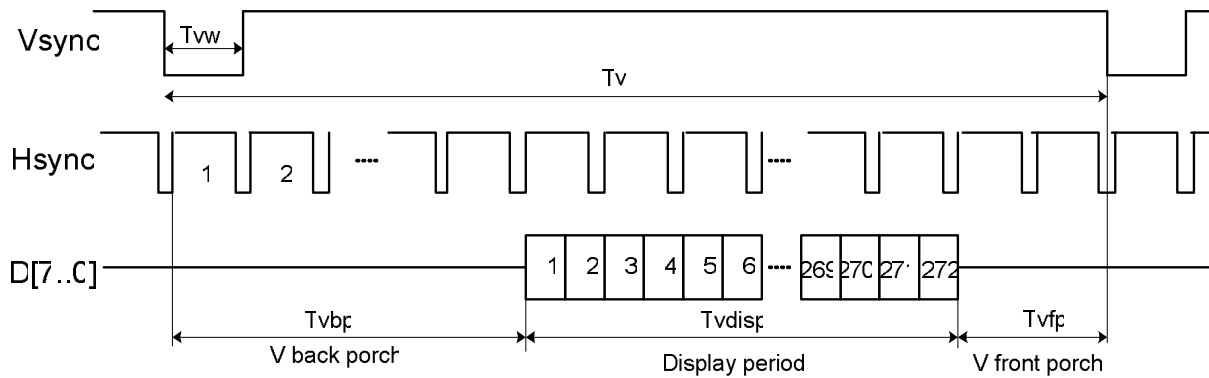 Vsync
Tvw
Tv
Hsync
1 2 ....
....
D[7..0]
1 2 3 4 5 6 .... 269 270 271 272
Tvbp Tvdisp Tvfp
V back porch Display period V front porch